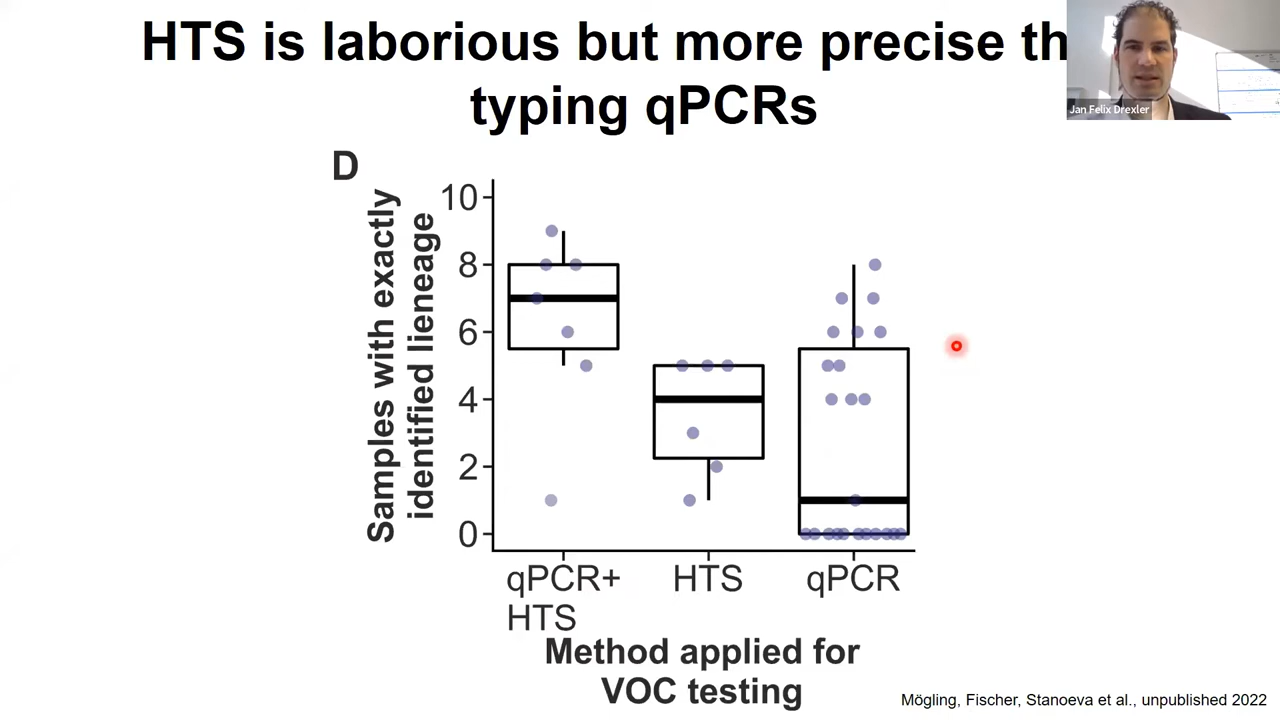 HTS is laborious but more precise th
typing qPCRs
Jan Felix Drexler
D
Samples with exactly
identified lieneage
10
8
6
4
2
0
qPCR+
HTS
HTS
qPCR
Method applied for
VOC testing
Mögling, Fischer, Stanoeva et al., unpublished 2022